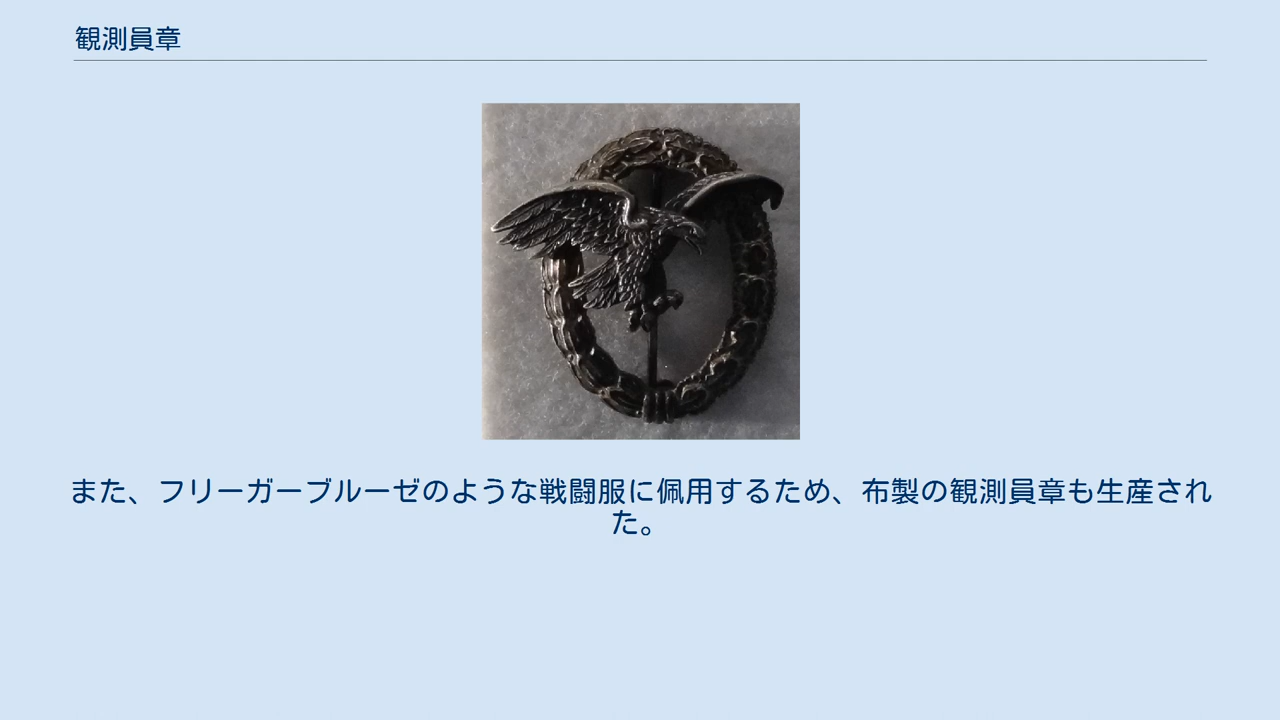 観測員章
また、フリーガーブルーゼのような戦闘服に佩用するため、布製の観測員章も生産され
た。